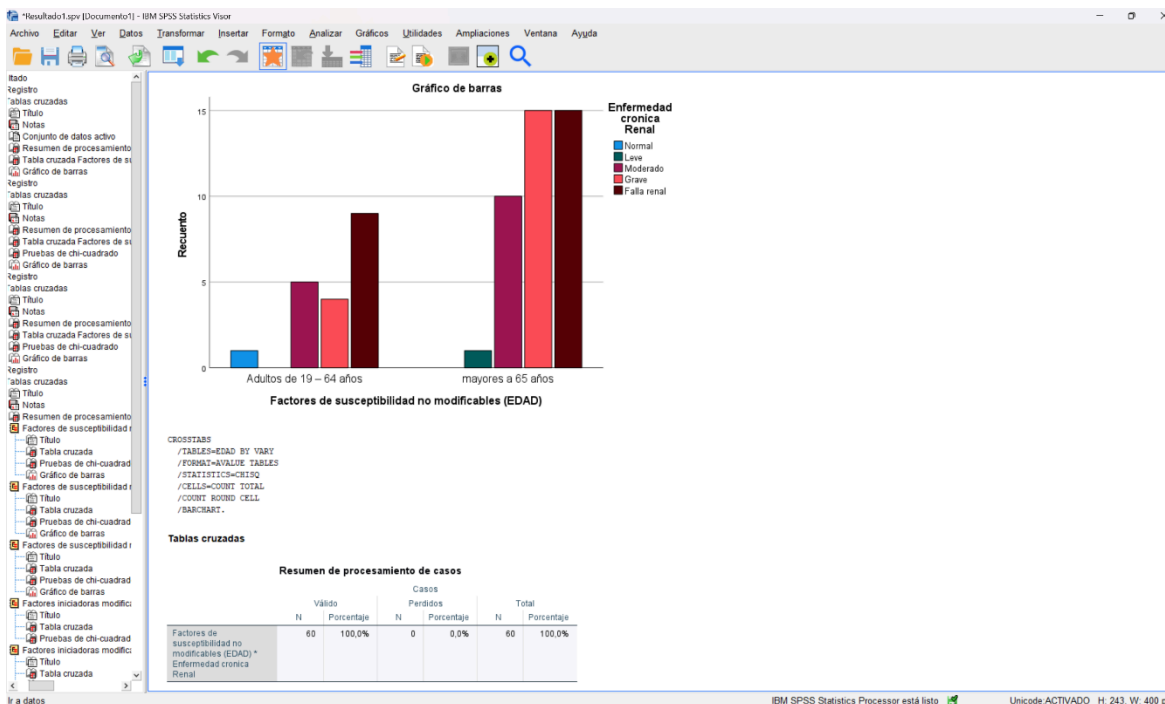 *Resultado1.spv [Documento1] - IBM SPSS Statistics Visor
Archivo Editar Ver Datos Transformar Insertar Formato Analizar Gráficos Utilidades Ampliaciones Ventana Ayuda
ltado
Registro
Tablas cruzadas
Título
Notas
Conjunto de datos activo
Resumen de procesamiento
Tabla cruzada Factores de su
Gráfico de barras
Registro
Tablas cruzadas
Título
Notas
Resumen de procesamiento
Tabla cruzada Factores de su
Pruebas de chi-cuadrado
Gráfico de barras
Registro
Tablas cruzadas
Título
Notas
Resumen de procesamiento
Tabla cruzada Factores de su
Pruebas de chi-cuadrado
Gráfico de barras
Registro
Tablas cruzadas
Título
Notas
Resumen de procesamiento
Factores de susceptibilidad r
Título
Tabla cruzada
Pruebas de chi-cuadrad
Gráfico de barras
Factores de susceptibilidad r
Título
Tabla cruzada
Pruebas de chi-cuadrad
Gráfico de barras
Factores de susceptibilidad r
Título
Tabla cruzada
Pruebas de chi-cuadrad
Gráfico de barras
Factores iniciadoras modifica
Título
Tabla cruzada
Pruebas de chi-cuadrad
Factores iniciadoras modifica
Título
Tabla cruzada
Gráfico de barras
15
10
5
0
Recuento
Adultos de 19 – 64 años mayores a 65 años
Factores de susceptibilidad no modificables (EDAD)
Enfermedad
cronica
Renal
Normal
Leve
Moderado
Grave
Falla renal
CROSSTABS
/TABLES=EDAD BY VARY
/FORMAT=AVALUE TABLES
/STATISTICS=CHISQ
/CELLS=COUNT TOTAL
/COUNT ROUND CELL
/BARCHART.
Tablas cruzadas
Resumen de procesamiento de casos
Casos
Válido Perdidos Total
N Porcentaje N Porcentaje N Porcentaje
Factores de 60 100,0% 0 0,0% 60 100,0%
susceptibilidad no
modificables (EDAD) *
Enfermedad cronica
Renal
Ir a datos IBM SPSS Statistics Processor está listo Unicode:ACTIVADO H: 243, W: 400 p